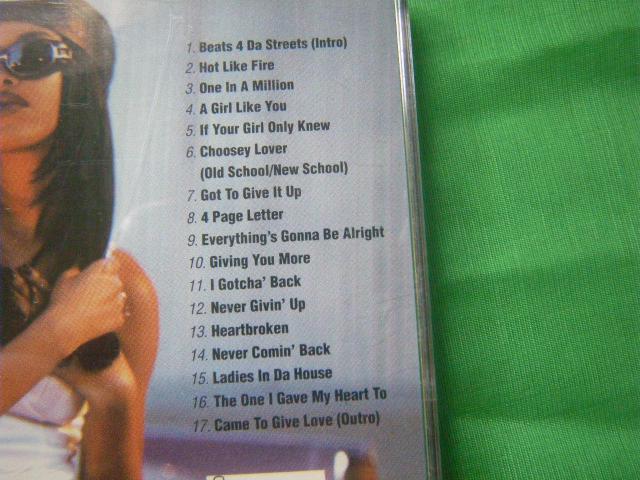 1. Beats 4 Da Streets (Intro)
2. Hot Like Fire
3. One In A Million
4. A Girl Like You
5. If Your Girl Only Knew
6. Choosey Lover
(Old School/New School)
7. Got To Give It Up
8. 4 Page Letter
9. Everything's Gonna Be Alright
10. Giving You More
11. I Gotcha' Back
12. Never Givin' Up
13. Heartbroken
14. Never Comin' Back
15. Ladies In Da House
16. The One I Gave My Heart To
17. Came To Give Love (Outro)